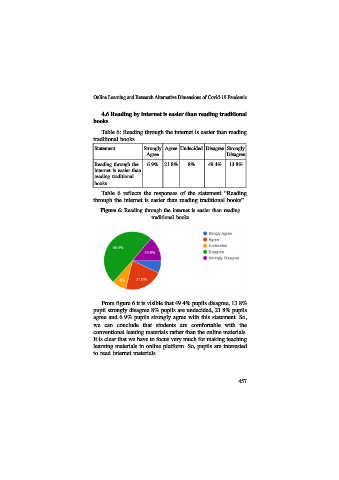 Online Learning and Research Alternative Dimensions of Covid-19 Pandemic
4.6 Reading by internet is easier than reading traditional
books
Table 6: Reading through the internet is easier than reading
traditional books
Statement Strongly Agree Undecided Disagree Strongly
Agree Disagree
Reading through the 6.9% 21.8% 8% 49.4% 13.8%
internet is easier than
reading traditional
books
Table 6 reflects the responses of the statement "Reading
through the internet is easier than reading traditional books"
Figure 6: Reading through the internet is easier than reading
traditional books
Strongly Agree
Agree
Undecided
Disagree
Strongly Disagree
49.4%
13.8%
21.8%
8%
From figure 6 it is visible that 49.4% pupils disagree, 13.8%
pupil strongly disagree 8% pupils are undecided, 21.8% pupils
agree and 6.9% pupils strongly agree with this statement. So,
we can conclude that students are comfortable with the
conventional leaning materials rather than the online materials.
It is clear that we have to focus very much for making teaching
learning materials in online platform. So, pupils are interested
to read internet materials.
457